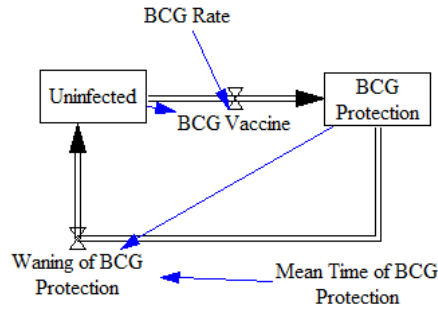 BCG Rate
Uninfected
BCG
Protection
BCG Vaccine
Waning of BCG
Protection
Mean Time of BCG
Protection